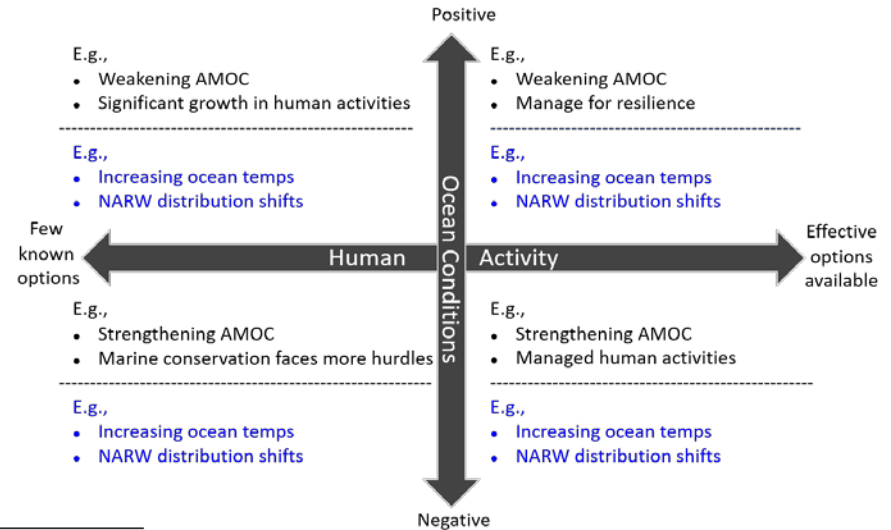 Positive
E.g.,
• Weakening AMOC
• Significant growth in human activities
E.g.,
• Increasing ocean temps
• NARW distribution shifts
E.g.,
• Weakening AMOC
• Manage for resilience
E.g.,
• Increasing ocean temps
• NARW distribution shifts
Few
known
options
Human Activity
Ocean Conditions
Effective
options
available
E.g.,
• Strengthening AMOC
• Marine conservation faces more hurdles
E.g.,
• Increasing ocean temps
• NARW distribution shifts
E.g.,
• Strengthening AMOC
• Managed human activities
E.g.,
• Increasing ocean temps
• NARW distribution shifts
Negative